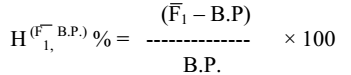 (F̅₁ – B.P)
H⁽F̅₁, B.P.⁾ % = -------------- × 100
B.P.